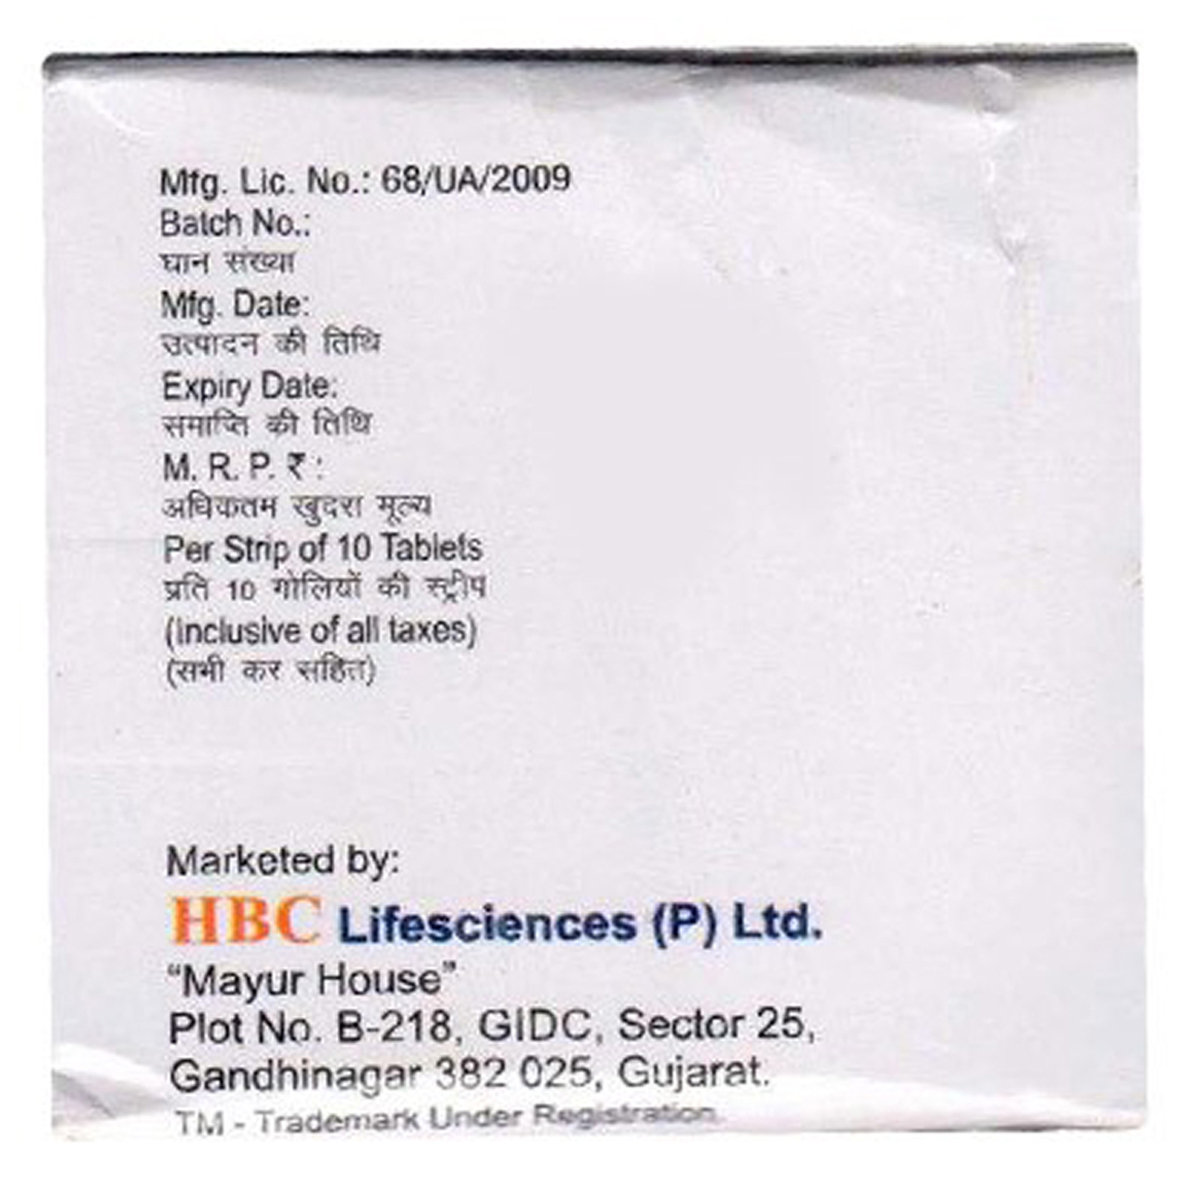 Mfg. Lic. No.: 68/UA/2009
Batch No.:
घान संख्या
Mfg. Date:
उत्पादन की तिथि
Expiry Date:
समाप्ति की तिथि
M. R. P. ₹ :
अधिकतम खुदरा मूल्य
Per Strip of 10 Tablets
प्रति 10 गोलियों की स्ट्रीप
(Inclusive of all taxes)
(सभी कर सहित)
Marketed by:
HBC Lifesciences (P) Ltd.
“Mayur House”
Plot No. B-218, GIDC, Sector 25,
Gandhinagar 382 025, Gujarat.
TM - Trademark Under Registration.